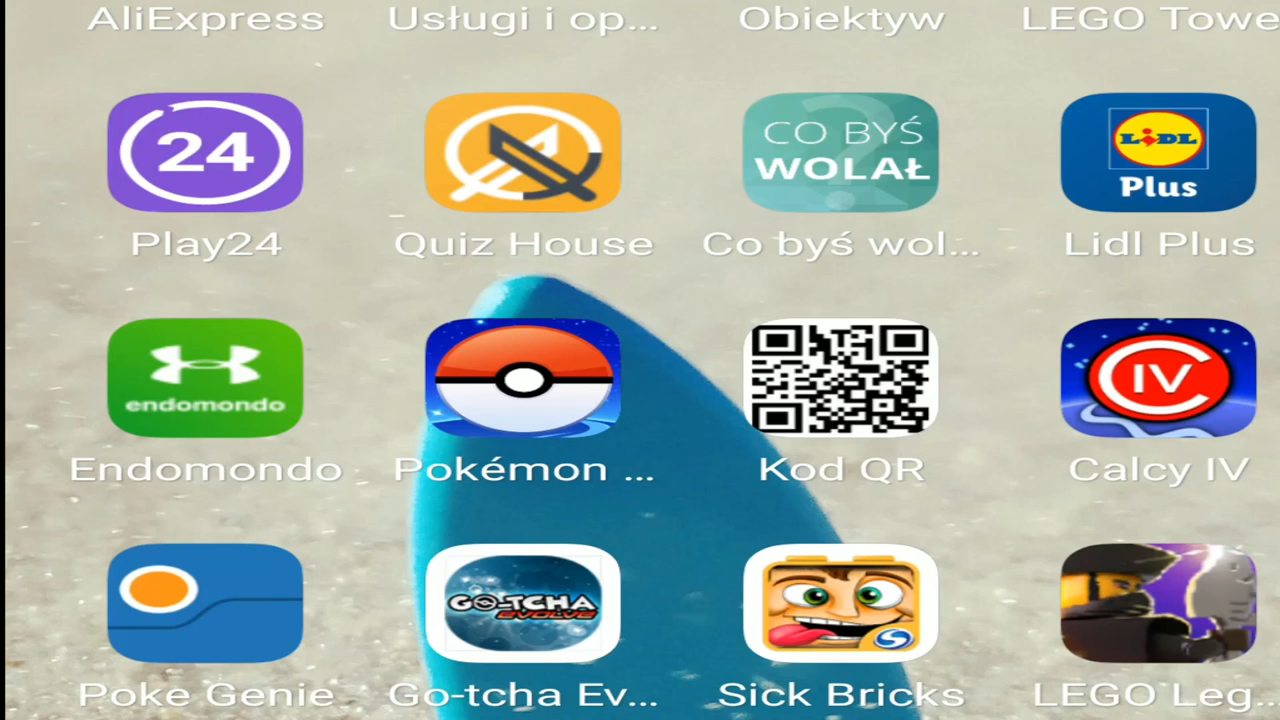 AliExpress Usługi i op... Obiektyw LEGO Towe
24 CO BYŚ WOLAŁ LIDL Plus
Play24 Quiz House Co byś wol... Lidl Plus
endomondo IV
Endomondo Pokémon ... Kod QR Calcy IV
GO-TCHA EVOLVE
Poke Genie Go-tcha Ev... Sick Bricks LEGO Leg...